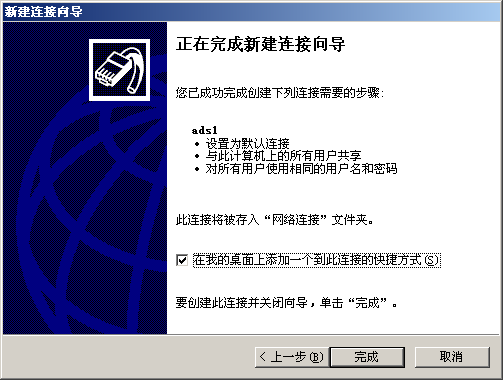 新建连接向导
正在完成新建连接向导
您已成功完成创建下列连接需要的步骤:
adsl
• 设置为默认连接
• 与此计算机上的所有用户共享
• 对所有用户使用相同的用户名和密码
此连接将被存入“网络连接”文件夹。
在我的桌面上添加一个到此连接的快捷方式(S)
要创建此连接并关闭向导，单击“完成”。
< 上一步(B) 完成 取消